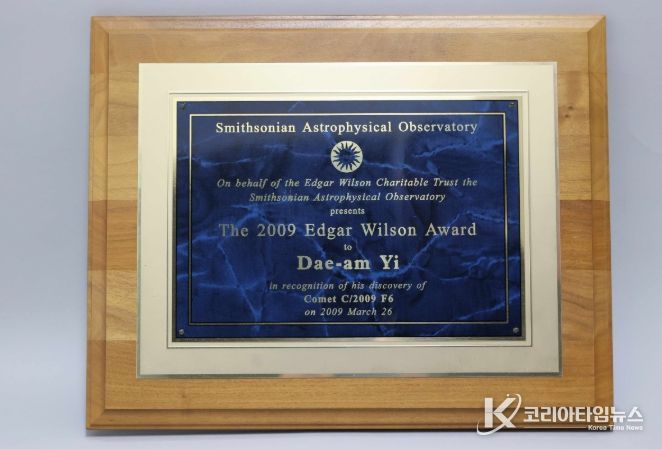 Smithsonian Astrophysical Observatory
On behalf of the Edgar Wilson Charitable Trust the
Smithsonian Astrophysical Observatory
presents
The 2009 Edgar Wilson Award
to
Dae-am Yi
in recognition of his discovery of
Comet C/2009 F6
on 2009 March 26
K 코리아타임뉴스
Korea Time News